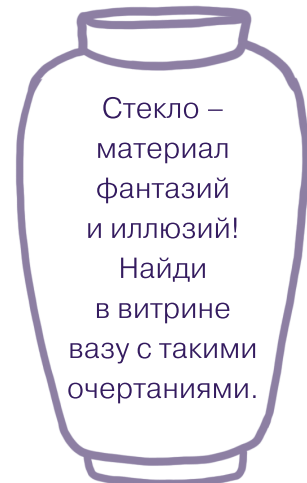 Стекло –
материал
фантазий
и иллюзий!
Найди
в витрине
вазу с такими
очертаниями.